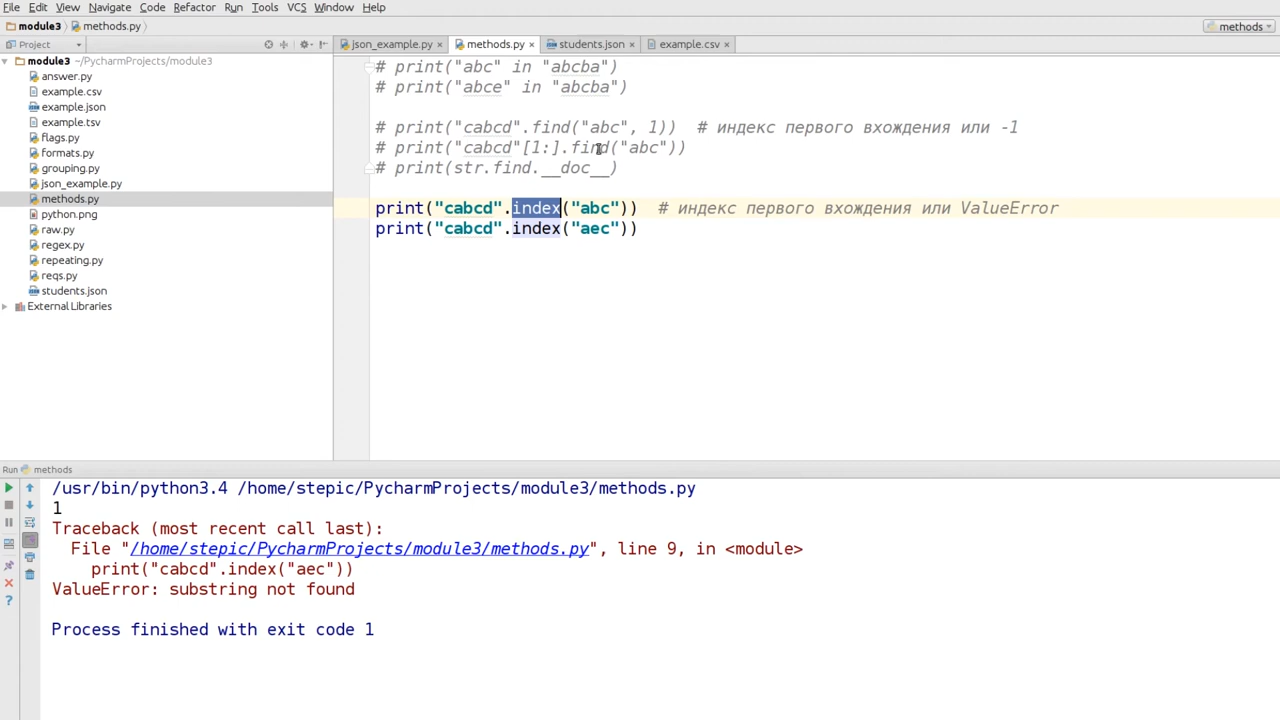 File Edit View Navigate Code Refactor Run Tools VCS Window Help
module3 methods.py methods
Project json_example.py methods.py students.json example.csv
module3 ~/PycharmProjects/module3
answer.py
example.csv
example.json
example.tsv
flags.py
formats.py
grouping.py
json_example.py
methods.py
python.png
raw.py
regex.py
repeating.py
reqs.py
students.json
External Libraries
# print("abc" in "abcba")
# print("abce" in "abcba")
# print("cabcd".find("abc", 1))  # индекс первого вхождения или -1
# print("cabcd"[1:].find("abc"))
# print(str.find.__doc__)
print("cabcd".index("abc"))  # индекс первого вхождения или ValueError
print("cabcd".index("aec"))
Run methods
/usr/bin/python3.4 /home/stepic/PycharmProjects/module3/methods.py
1
Traceback (most recent call last):
File "/home/stepic/PycharmProjects/module3/methods.py", line 9, in <module>
print("cabcd".index("aec"))
ValueError: substring not found
Process finished with exit code 1